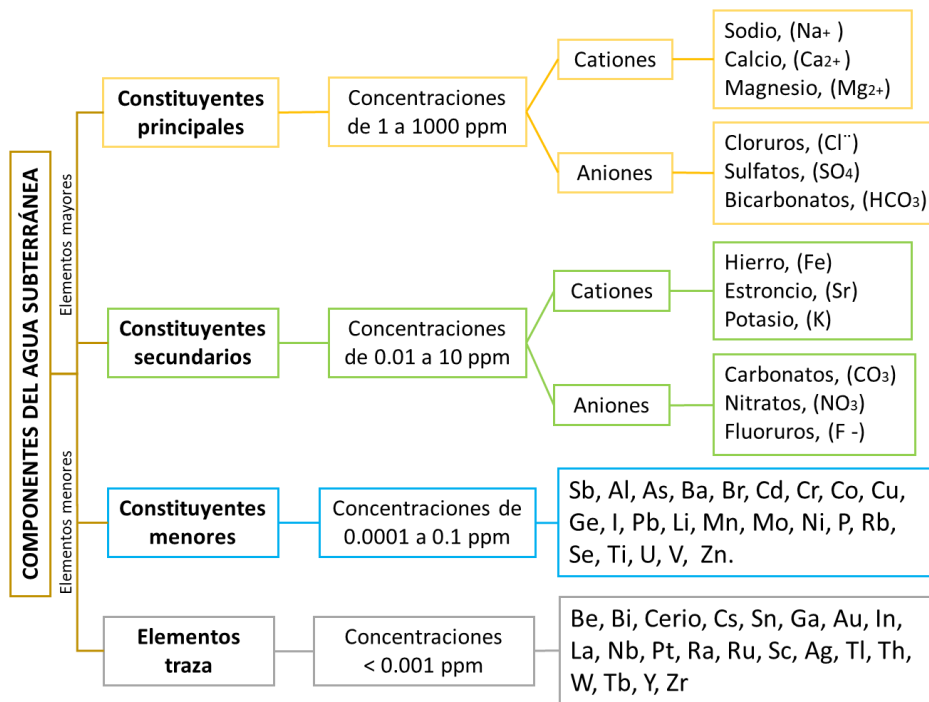 COMPONENTES DEL AGUA SUBTERRÁNEA
Elementos mayores
Elementos menores
Constituyentes
principales
Concentraciones
de 1 a 1000 ppm
Cationes
Sodio, (Na+ )
Calcio, (Ca2+ )
Magnesio, (Mg2+)
Aniones
Cloruros, (Cl¨)
Sulfatos, (SO4)
Bicarbonatos, (HCO3)
Constituyentes
secundarios
Concentraciones
de 0.01 a 10 ppm
Cationes
Hierro, (Fe)
Estroncio, (Sr)
Potasio, (K)
Aniones
Carbonatos, (CO3)
Nitratos, (NO3)
Fluoruros, (F -)
Constituyentes
menores
Concentraciones de
0.0001 a 0.1 ppm
Sb, Al, As, Ba, Br, Cd, Cr, Co, Cu,
Ge, I, Pb, Li, Mn, Mo, Ni, P, Rb,
Se, Ti, U, V, Zn.
Elementos
traza
Concentraciones
< 0.001 ppm
Be, Bi, Cerio, Cs, Sn, Ga, Au, In,
La, Nb, Pt, Ra, Ru, Sc, Ag, Tl, Th,
W, Tb, Y, Zr